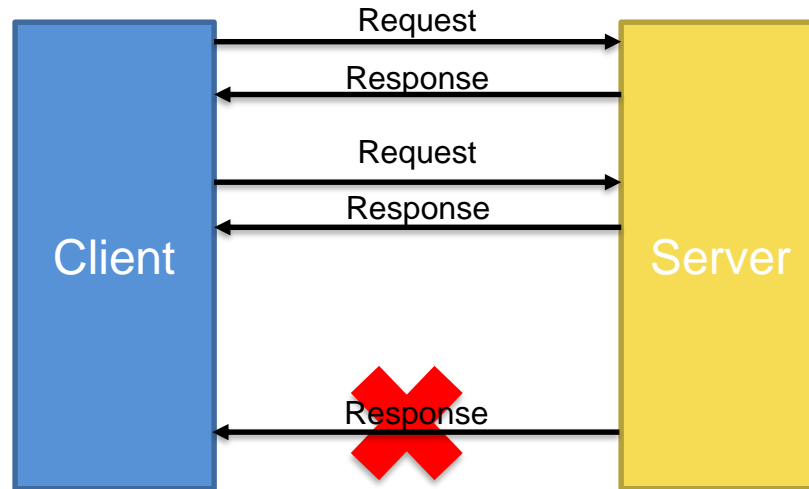 Request
Response
Request
Response
Client
Server
Response